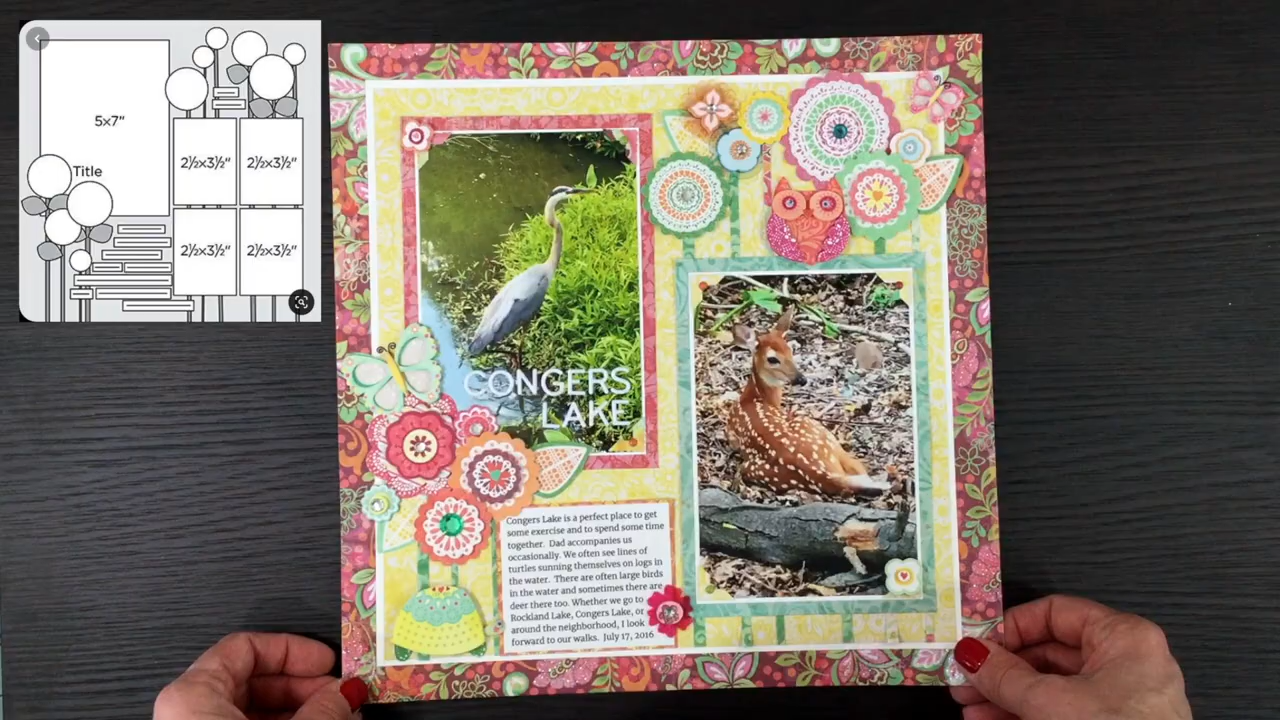 5×7"
Title
2½×3½"
2½×3½"
2½×3½"
2½×3½"
CONGERS
LAKE
Congers Lake is a perfect place to get
some exercise and to spend some time
together. Dad accompanies us
occasionally. We often see lines of
turtles sunning themselves on logs in
the water. There are often large birds
in the water and sometimes there are
deer there too. Whether we go to
Rockland Lake, Congers Lake, or
around the neighborhood, I look
forward to our walks. July 17, 2016